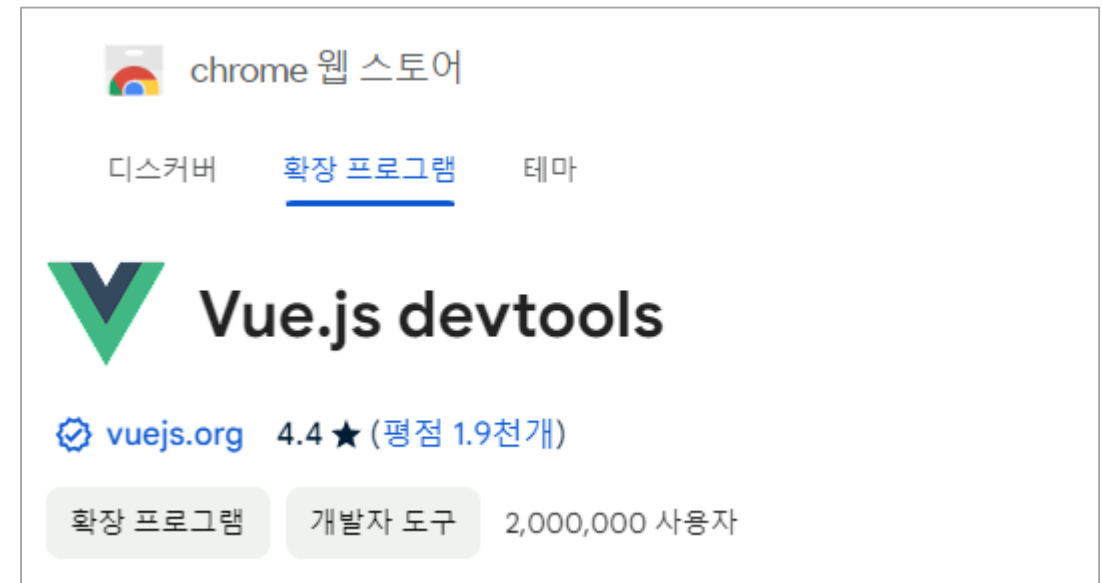 chrome 웹 스토어
디스커버 확장 프로그램 테마
Vue.js devtools
vuejs.org 4.4 ★ (평점 1.9천개)
확장 프로그램 개발자 도구 2,000,000 사용자